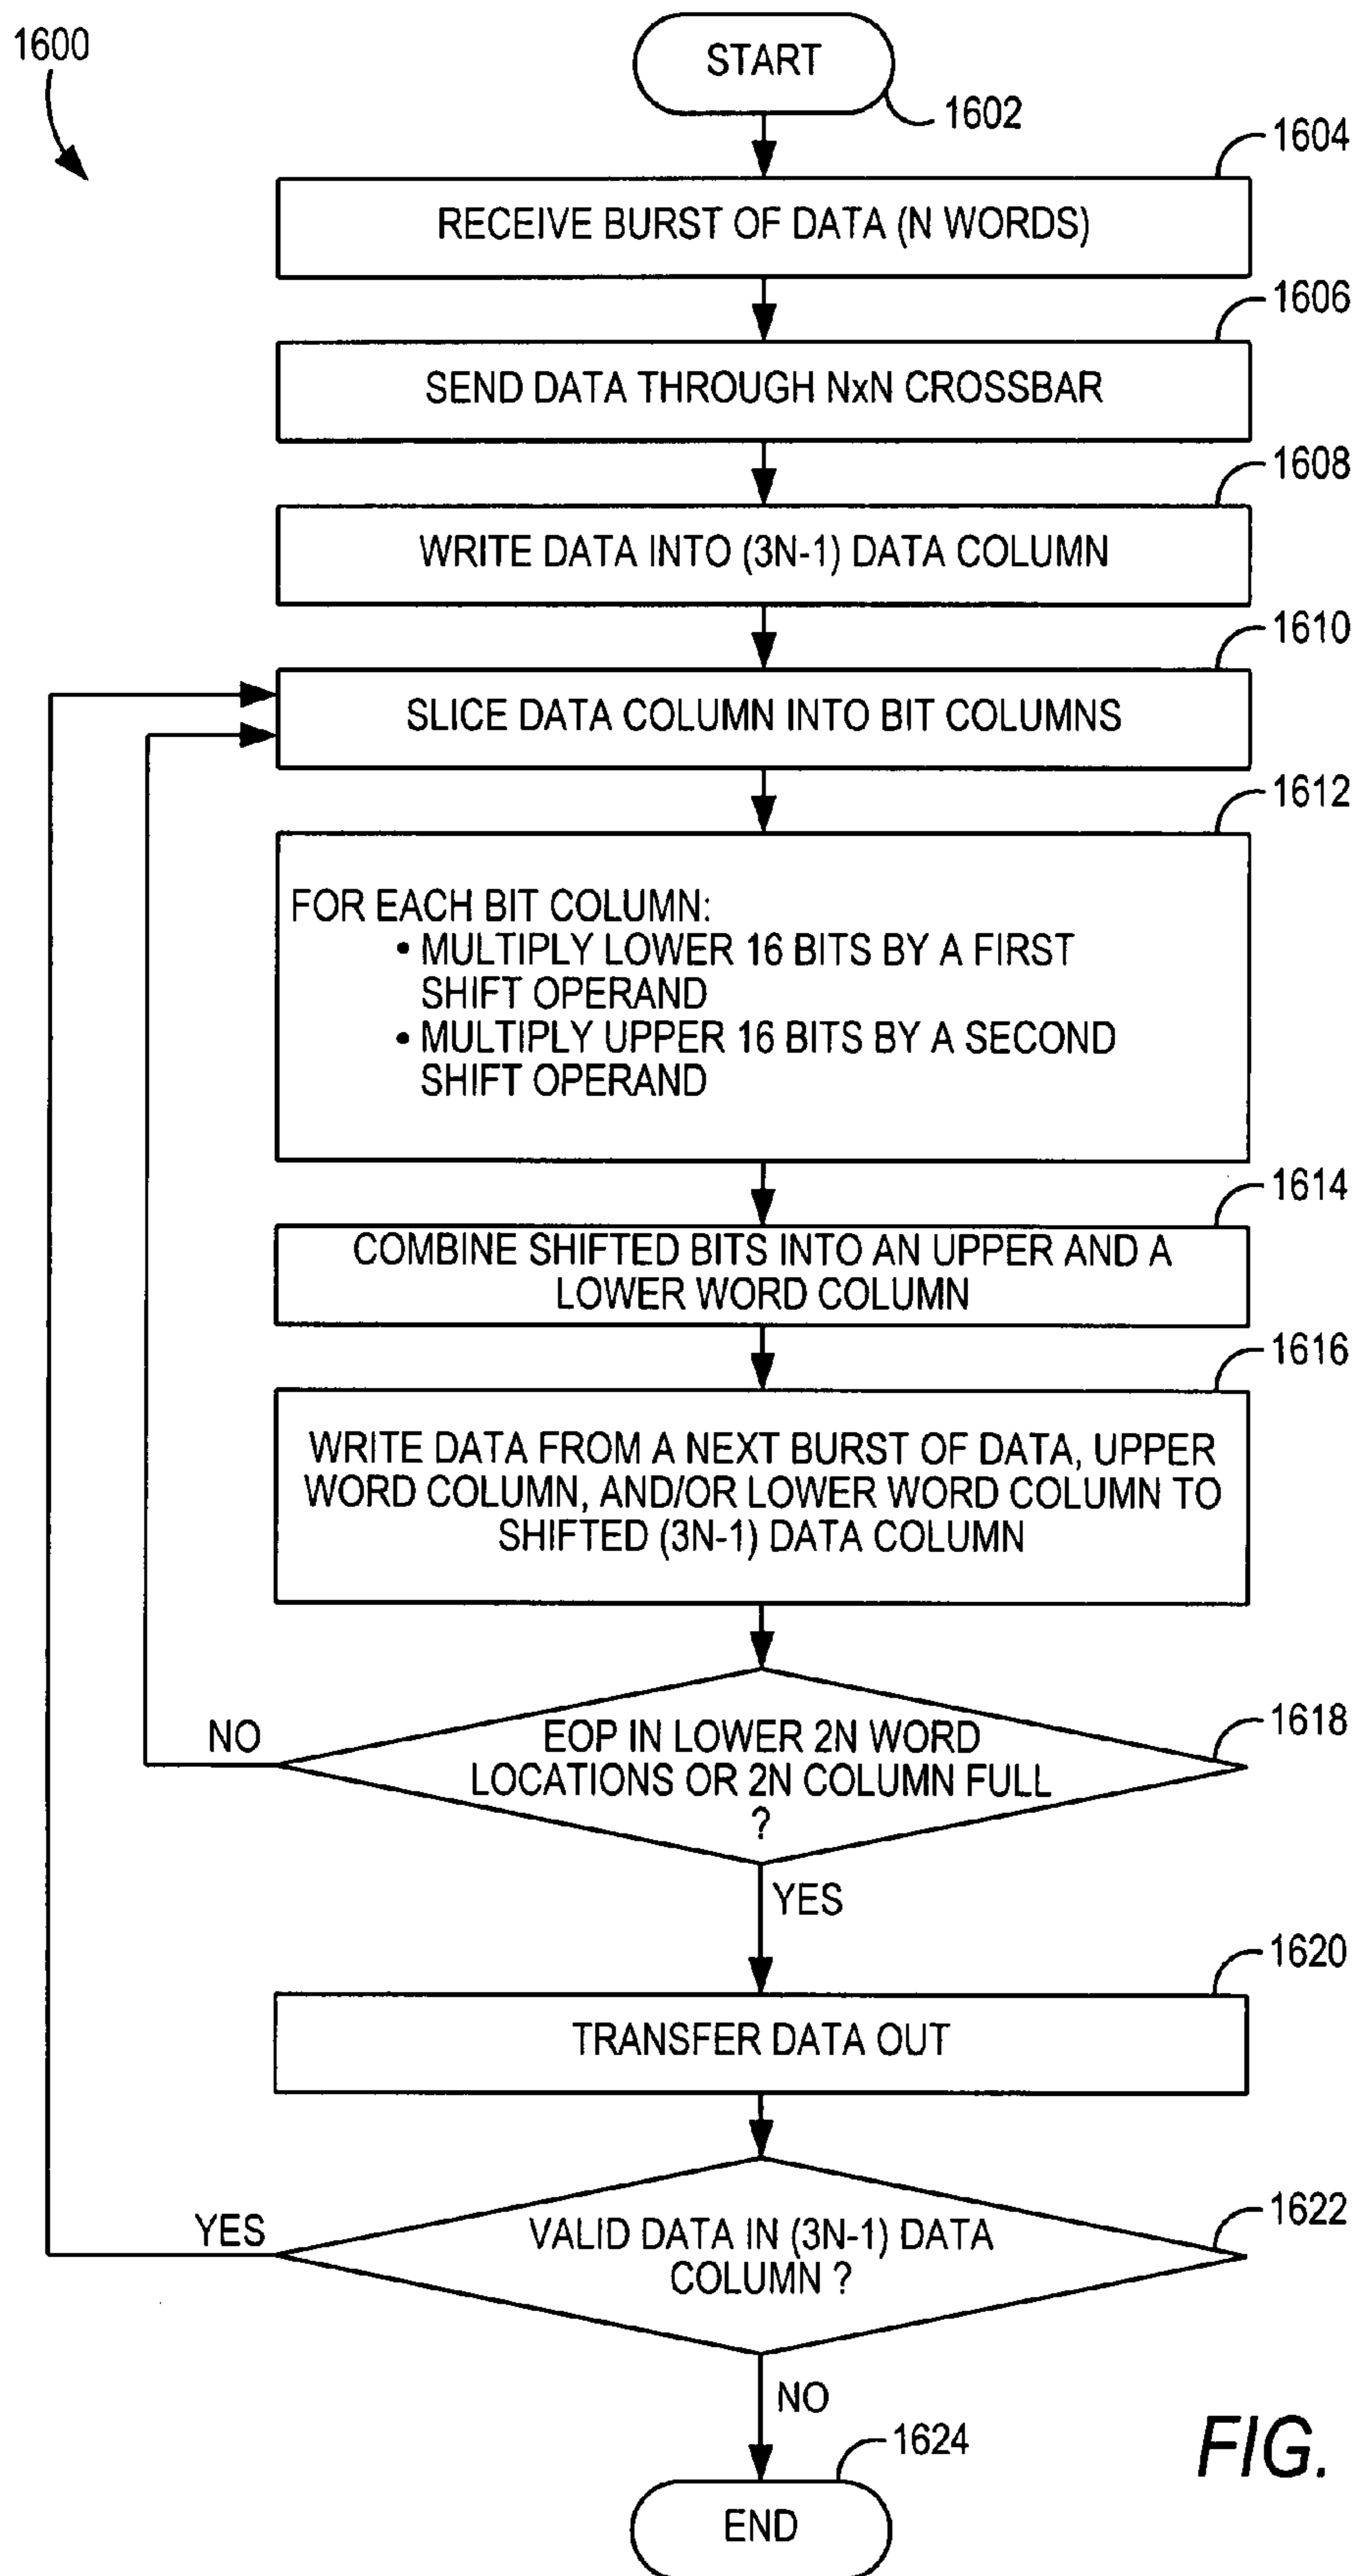 1600
START
1602
1604
RECEIVE BURST OF DATA (N WORDS)
1606
SEND DATA THROUGH NxN CROSSBAR
1608
WRITE DATA INTO (3N-1) DATA COLUMN
1610
SLICE DATA COLUMN INTO BIT COLUMNS
1612
FOR EACH BIT COLUMN:
• MULTIPLY LOWER 16 BITS BY A FIRST
SHIFT OPERAND
• MULTIPLY UPPER 16 BITS BY A SECOND
SHIFT OPERAND
1614
COMBINE SHIFTED BITS INTO AN UPPER AND A
LOWER WORD COLUMN
1616
WRITE DATA FROM A NEXT BURST OF DATA, UPPER
WORD COLUMN, AND/OR LOWER WORD COLUMN TO
SHIFTED (3N-1) DATA COLUMN
1618
NO
EOP IN LOWER 2N WORD
LOCATIONS OR 2N COLUMN FULL
?
YES
1620
TRANSFER DATA OUT
1622
YES
VALID DATA IN (3N-1) DATA
COLUMN ?
NO
1624
FIG.
END